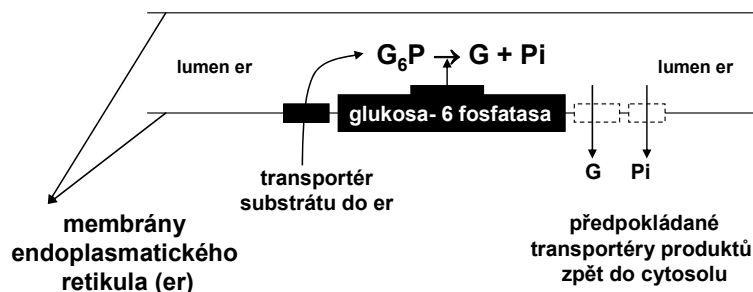 G₆P → G + Pi
lumen er
lumen er
glukosa- 6 fosfatasa
transportér
substrátu do er
G
Pi
membrány
endoplasmatického
retikula (er)
předpokládané
transportéry produktů
zpět do cytosolu